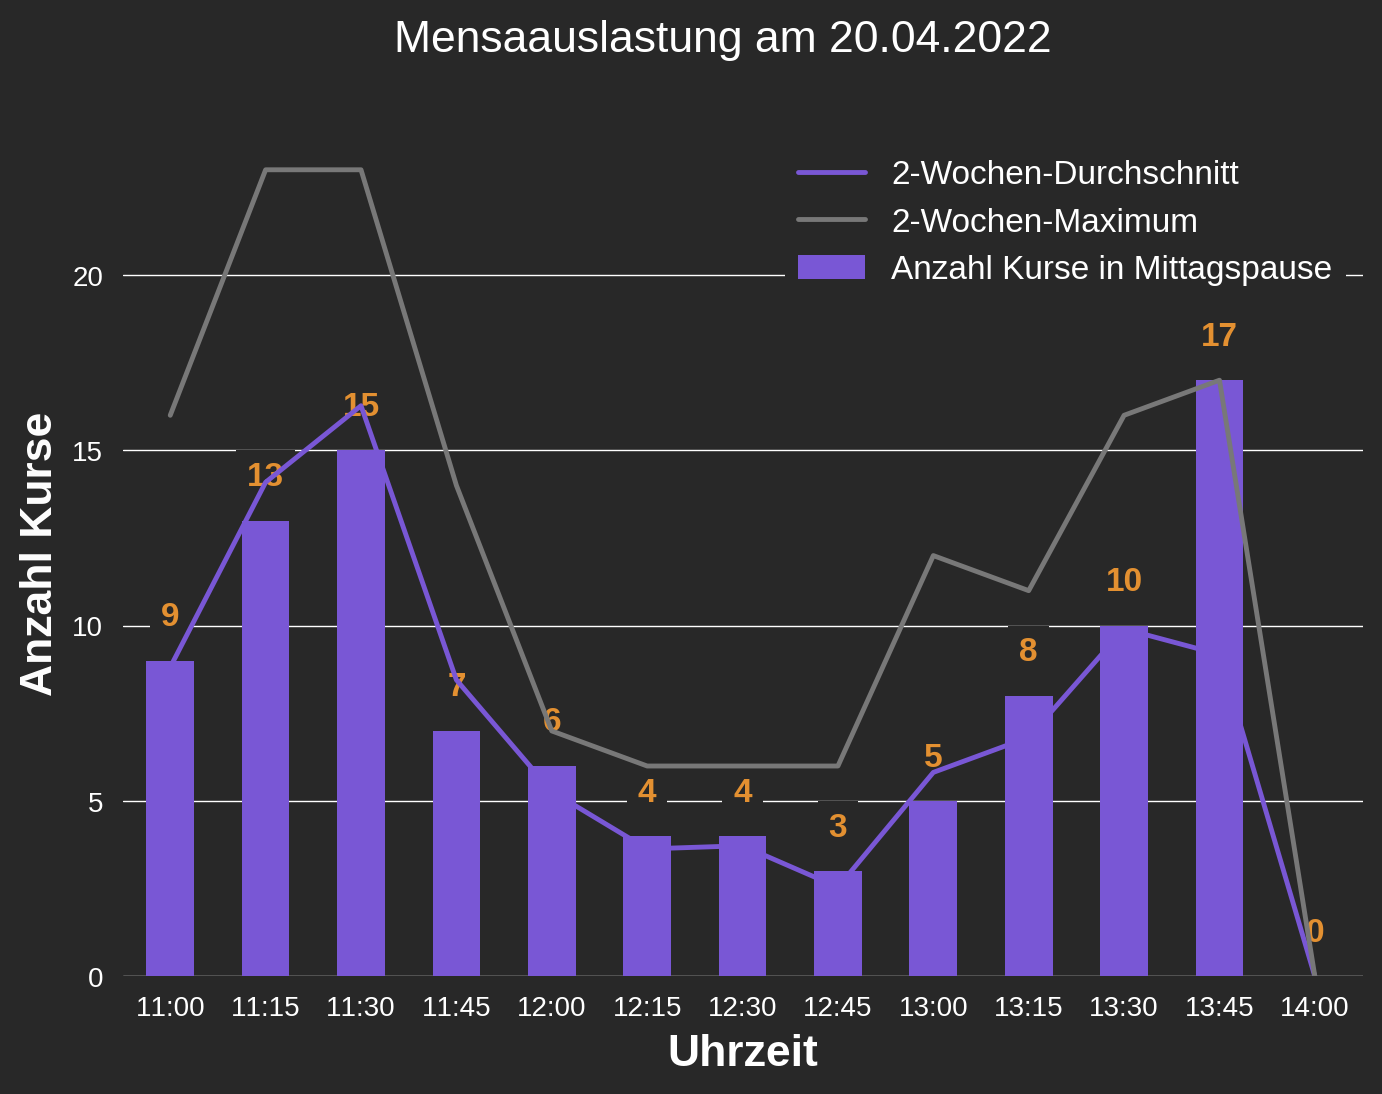 Mensaauslastung am 20.04.2022
2-Wochen-Durchschnitt
2-Wochen-Maximum
Anzahl Kurse in Mittagspause
Anzahl Kurse
20
15
10
5
0
9
13
15
7
6
4
4
3
5
8
10
17
0
11:00 11:15 11:30 11:45 12:00 12:15 12:30 12:45 13:00 13:15 13:30 13:45 14:00
Uhrzeit